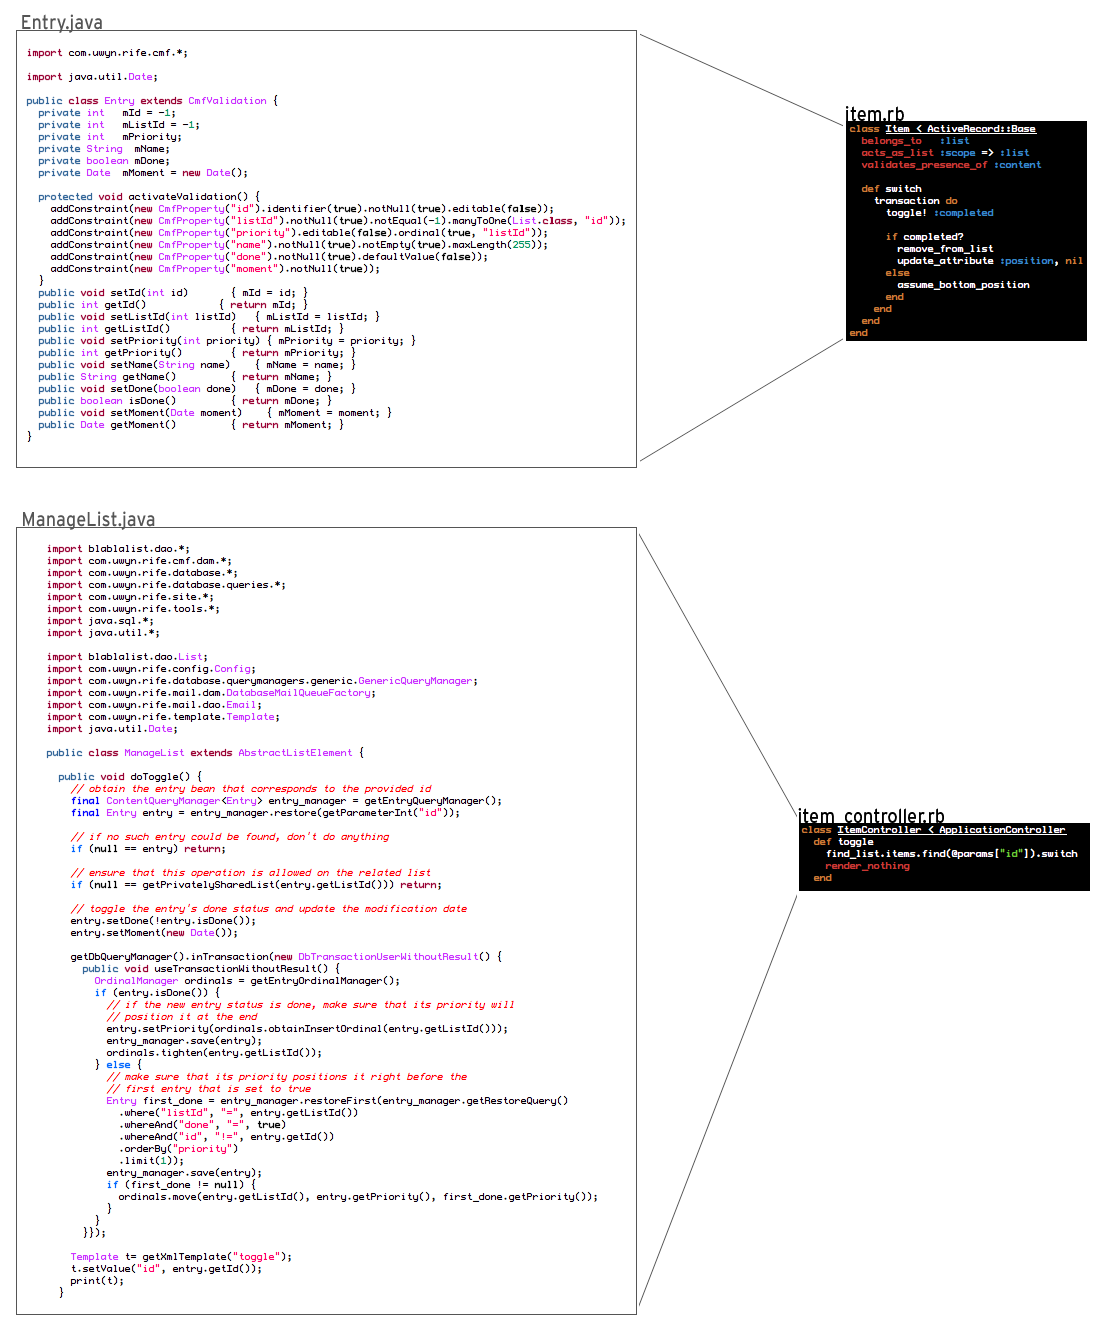 Entry.java
import com.uwyn.rife.cmf.*;
import java.util.Date;
public class Entry extends CmfValidation {
private int mId = -1;
private int mListId = -1;
private int mPriority;
private String mName;
private boolean mDone;
private Date mMoment = new Date();
protected void activateValidation() {
addConstraint(new CmfProperty("id").identifier(true).notNull(true).editable(false));
addConstraint(new CmfProperty("listId").notNull(true).notEqual(-1).manyToOne(List.class, "id"));
addConstraint(new CmfProperty("priority").editable(false).ordinal(true, "listId"));
addConstraint(new CmfProperty("name").notNull(true).notEmpty(true).maxLength(255));
addConstraint(new CmfProperty("done").notNull(true).defaultValue(false));
addConstraint(new CmfProperty("moment").notNull(true));
}
public void setId(int id) { mId = id; }
public int getId() { return mId; }
public void setListId(int listId) { mListId = listId; }
public int getListId() { return mListId; }
public void setPriority(int priority) { mPriority = priority; }
public int getPriority() { return mPriority; }
public void setName(String name) { mName = name; }
public String getName() { return mName; }
public void setDone(boolean done) { mDone = done; }
public boolean isDone() { return mDone; }
public void setMoment(Date moment) { mMoment = moment; }
public Date getMoment() { return mMoment; }
}
item.rb
class Item < ActiveRecord::Base
belongs_to :list
acts_as_list :scope => :list
validates_presence_of :content
def switch
transaction do
toggle! :completed
if completed?
remove_from_list
update_attribute :position, nil
else
assume_bottom_position
end
end
end
end
ManageList.java
import blablalist.dao.*;
import com.uwyn.rife.cmf.dam.*;
import com.uwyn.rife.database.*;
import com.uwyn.rife.database.queries.*;
import com.uwyn.rife.site.*;
import com.uwyn.rife.tools.*;
import java.sql.*;
import java.util.*;
import blablalist.dao.List;
import com.uwyn.rife.config.Config;
import com.uwyn.rife.database.querymanagers.generic.GenericQueryManager;
import com.uwyn.rife.mail.dam.DatabaseMailQueueFactory;
import com.uwyn.rife.mail.dao.Email;
import com.uwyn.rife.template.Template;
import java.util.Date;
public class ManageList extends AbstractListElement {
public void doToggle() {
// obtain the entry bean that corresponds to the provided id
final ContentQueryManager<Entry> entry_manager = getEntryQueryManager();
final Entry entry = entry_manager.restore(getParameterInt("id"));
// if no such entry could be found, don't do anything
if (null == entry) return;
// ensure that this operation is allowed on the related list
if (null == getPrivatelySharedList(entry.getListId())) return;
// toggle the entry's done status and update the modification date
entry.setDone(!entry.isDone());
entry.setMoment(new Date());
getDbQueryManager().inTransaction(new DbTransactionUserWithoutResult() {
public void useTransactionWithoutResult() {
OrdinalManager ordinals = getEntryOrdinalManager();
if (entry.isDone()) {
// if the new entry status is done, make sure that its priority will
// position it at the end
entry.setPriority(ordinals.obtainInsertOrdinal(entry.getListId()));
entry_manager.save(entry);
ordinals.tighten(entry.getListId());
} else {
// make sure that its priority positions it right before the
// first entry that is set to true
Entry first_done = entry_manager.restoreFirst(entry_manager.getRestoreQuery()
.where("listId", "=", entry.getListId())
.whereAnd("done", "=", true)
.whereAnd("id", "!=", entry.getId())
.orderBy("priority")
.limit(1));
entry_manager.save(entry);
if (first_done != null) {
ordinals.move(entry.getListId(), entry.getPriority(), first_done.getPriority());
}
}
}});
Template t= getXmlTemplate("toggle");
t.setValue("id", entry.getId());
print(t);
}
item_controller.rb
class ItemController < ApplicationController
def toggle
find_list.items.find(@params["id"]).switch
render_nothing
end